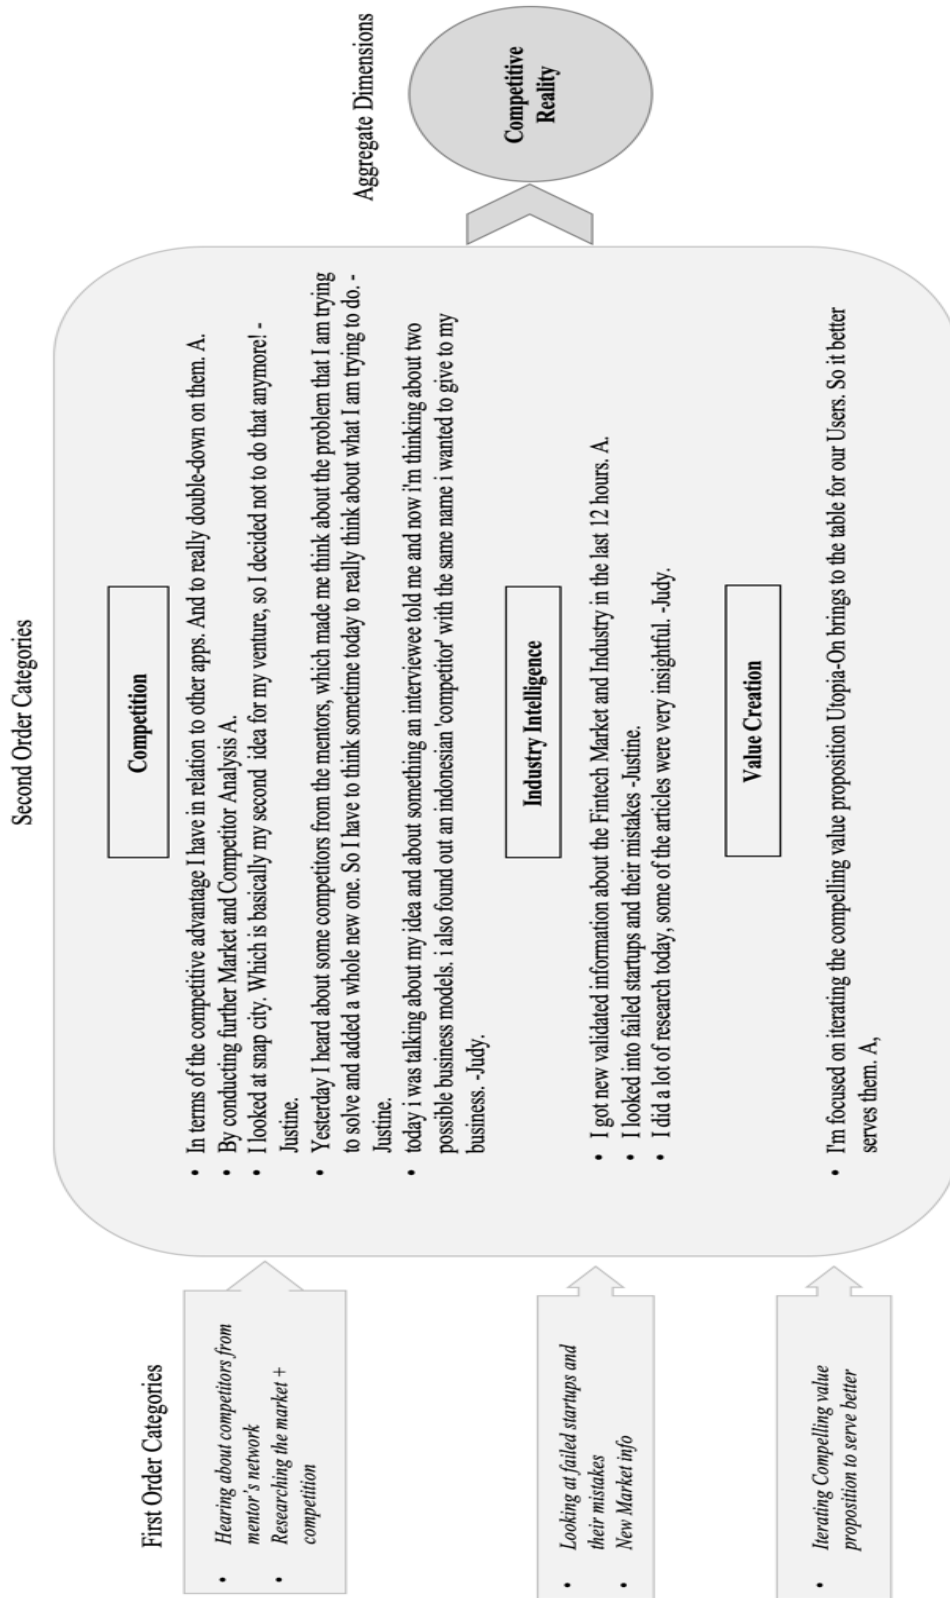 First Order Categories
• Hearing about competitors from
mentor's network
• Researching the market +
competition
• Looking at failed startups and
their mistakes
• New Market info
• Iterating Compelling value
proposition to serve better
Second Order Categories
Competition
• In terms of the competitive advantage I have in relation to other apps. And to really double-down on them. A.
• By conducting further Market and Competitor Analysis A.
• I looked at snap city. Which is basically my second idea for my venture, so I decided not to do that anymore! -
Justine.
• Yesterday I heard about some competitors from the mentors, which made me think about the problem that I am trying
to solve and added a whole new one. So I have to think sometime today to really think about what I am trying to do. -
Justine.
• today i was talking about my idea and about something an interviewee told me and now i'm thinking about two
possible business models. i also found out an indonesian 'competitor' with the same name i wanted to give to my
business. -Judy.
Industry Intelligence
• I got new validated information about the Fintech Market and Industry in the last 12 hours. A.
• I looked into failed startups and their mistakes -Justine.
• I did a lot of research today, some of the articles were very insightful. -Judy.
Value Creation
• I'm focused on iterating the compelling value proposition Utopia-On brings to the table for our Users. So it better
serves them. A,
Aggregate Dimensions
Competitive
Reality